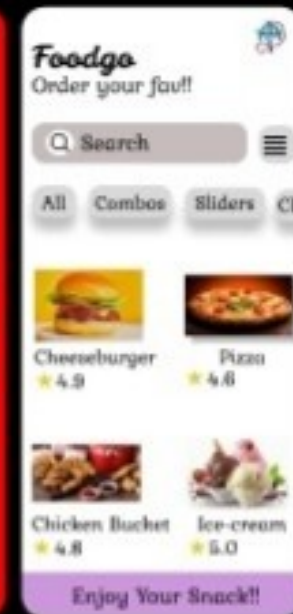 Foodgo
Order your fav!!
Search
All Combos Sliders Cl
Cheeseburger Pizza
4.9 4.6
Chicken Bucket Ice-cream
4.8 5.0
Enjoy Your Snack!!